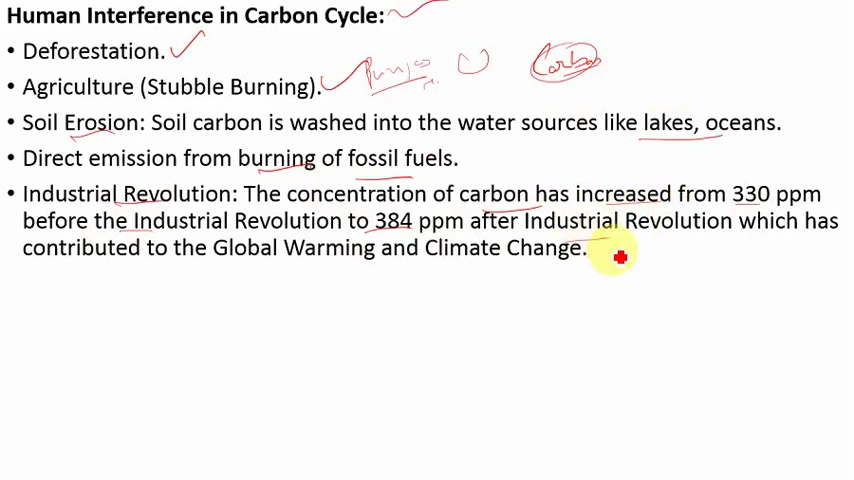 Human Interference in Carbon Cycle:
• Deforestation.
• Agriculture (Stubble Burning).
Carbon
• Soil Erosion: Soil carbon is washed into the water sources like lakes, oceans.
• Direct emission from burning of fossil fuels.
• Industrial Revolution: The concentration of carbon has increased from 330 ppm
before the Industrial Revolution to 384 ppm after Industrial Revolution which has
contributed to the Global Warming and Climate Change.